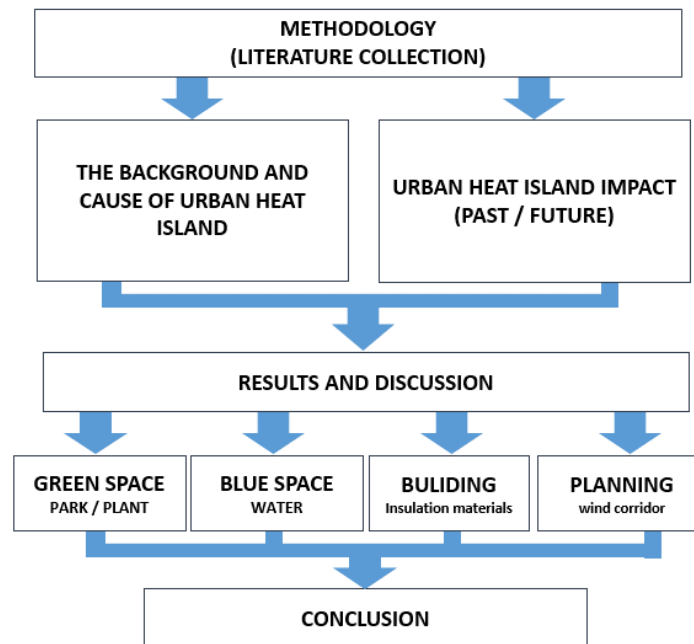 METHODOLOGY
(LITERATURE COLLECTION)
THE BACKGROUND AND
CAUSE OF URBAN HEAT
ISLAND
URBAN HEAT ISLAND IMPACT
(PAST / FUTURE)
RESULTS AND DISCUSSION
GREEN SPACE
PARK / PLANT
BLUE SPACE
WATER
BULIDING
Insulation materials
PLANNING
wind corridor
CONCLUSION